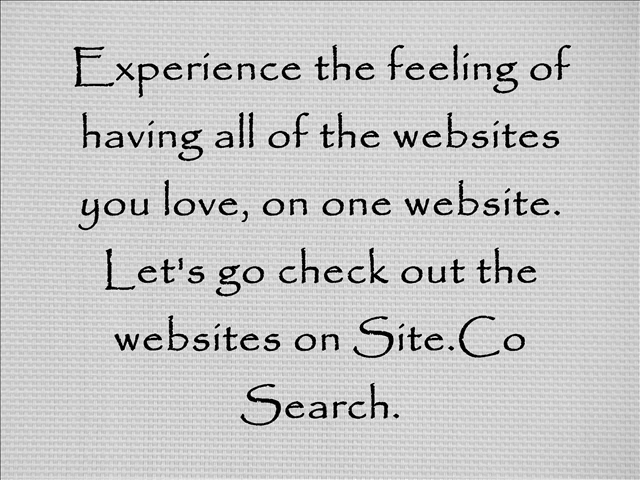 Experience the feeling of
having all of the websites
you love, on one website.
Let's go check out the
websites on Site.Co
Search.